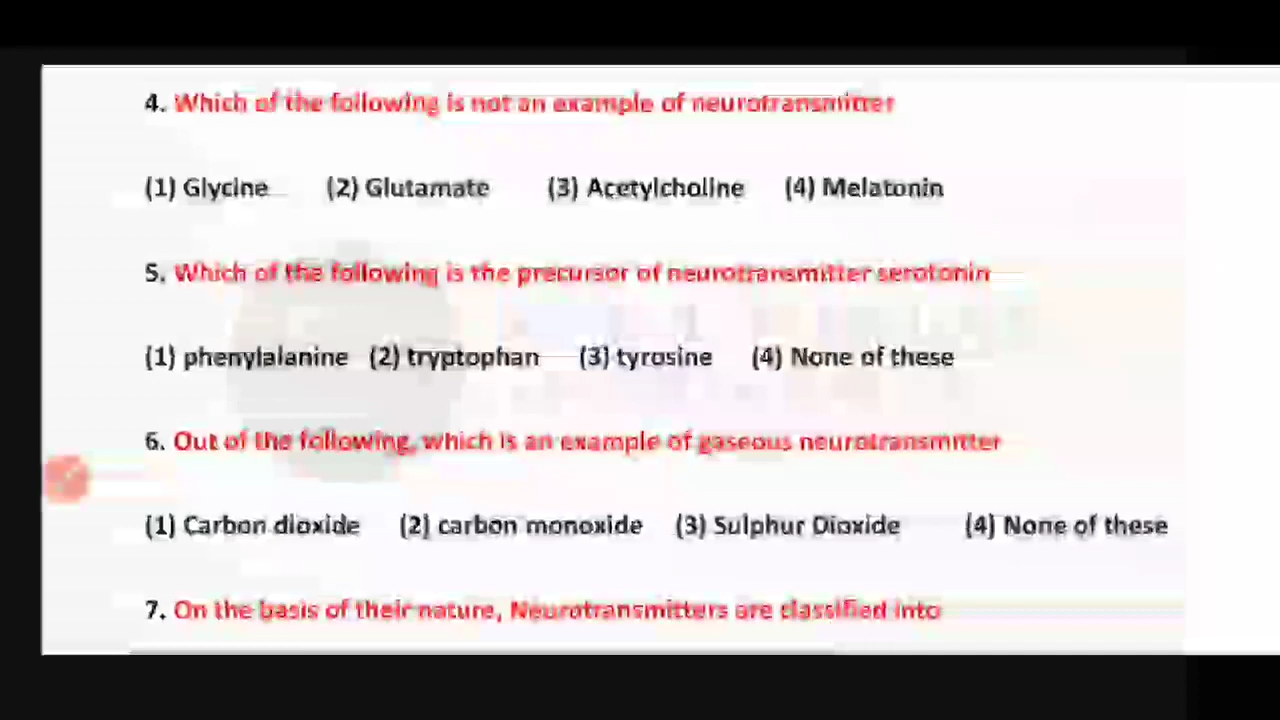 4. Which of the following is not an example of neurotransmitter
(1) Glycine (2) Glutamate (3) Acetylcholine (4) Melatonin
5. Which of the following is the precursor of neurotransmitter serotonin
(1) phenylalanine (2) tryptophan (3) tyrosine (4) None of these
6. Out of the following, which is an example of gaseous neurotransmitter
(1) Carbon dioxide (2) carbon monoxide (3) Sulphur Dioxide (4) None of these
7. On the basis of their nature, Neurotransmitters are classified into